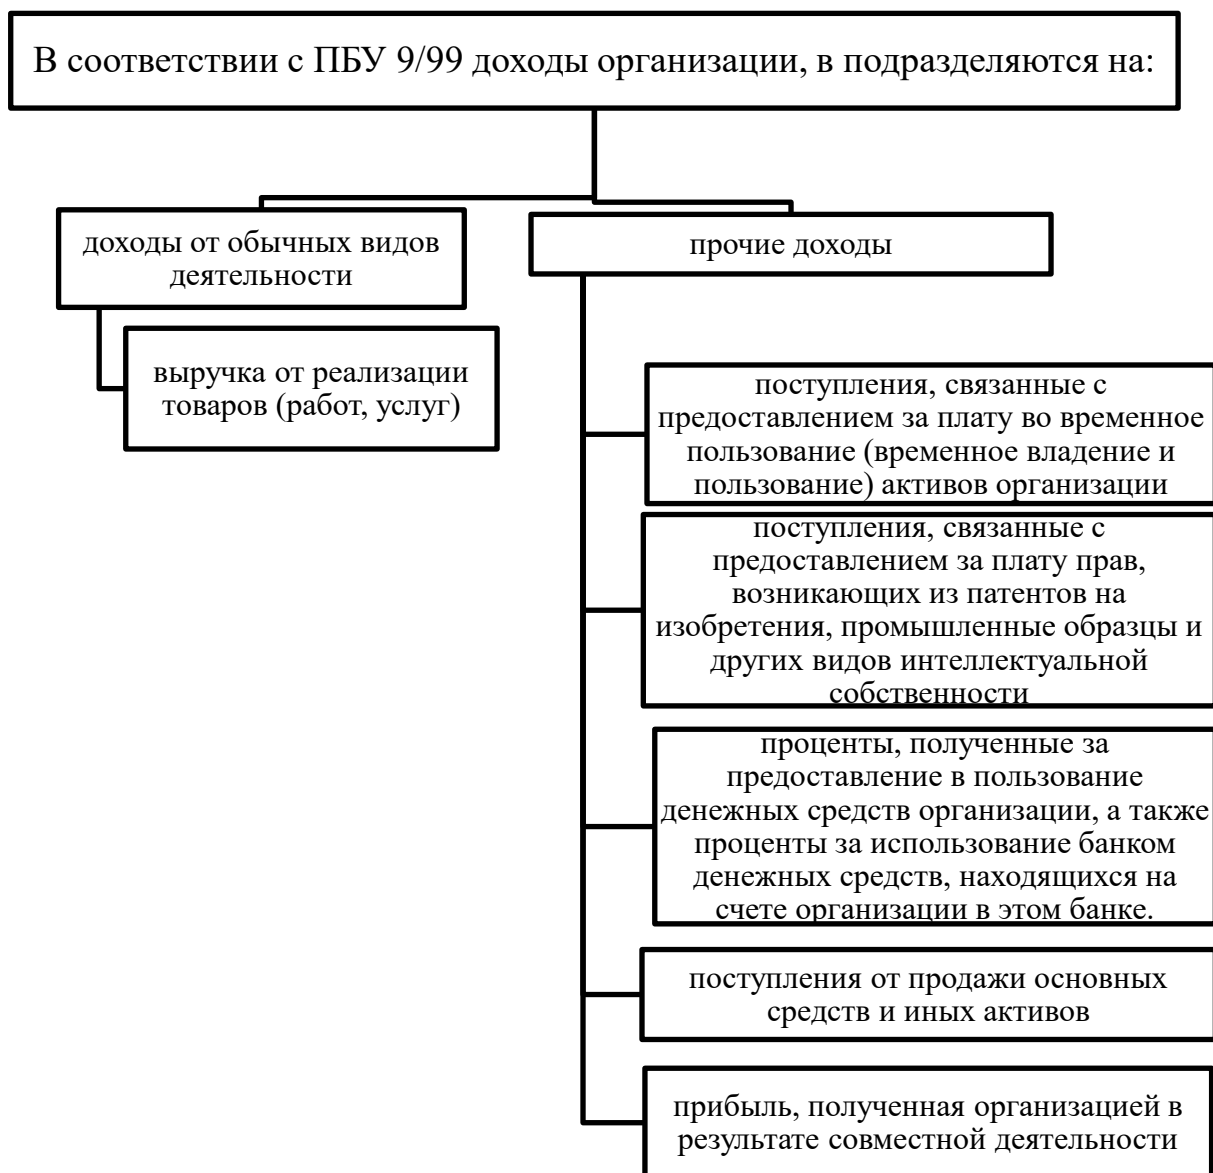 В соответствии с ПБУ 9/99 доходы организации, в подразделяются на:
доходы от обычных видов
деятельности
выручка от реализации
товаров (работ, услуг)
прочие доходы
поступления, связанные с
предоставлением за плату во временное
пользование (временное владение и
пользование) активов организации
поступления, связанные с
предоставлением за плату прав,
возникающих из патентов на
изобретения, промышленные образцы и
других видов интеллектуальной
собственности
проценты, полученные за
предоставление в пользование
денежных средств организации, а также
проценты за использование банком
денежных средств, находящихся на
счете организации в этом банке.
поступления от продажи основных
средств и иных активов
прибыль, полученная организацией в
результате совместной деятельности